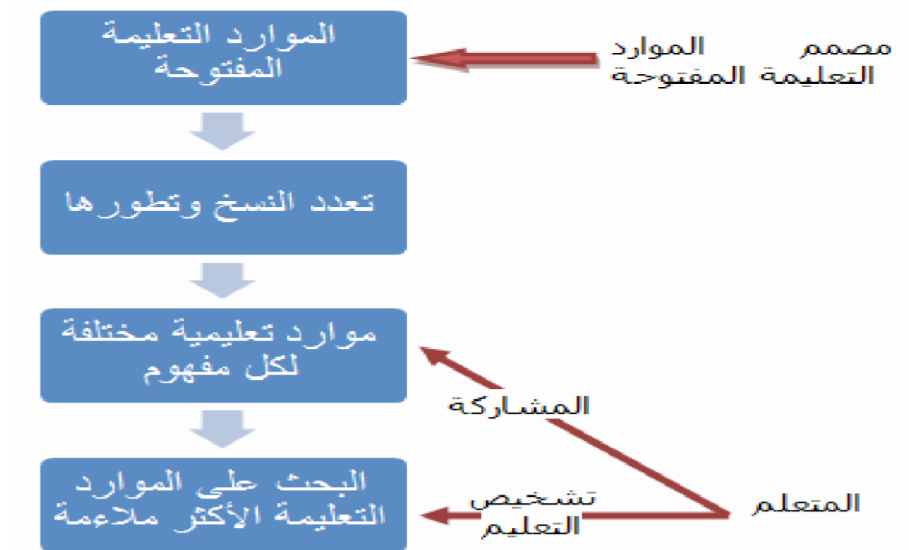 الموارد التعليمة
المفتوحة
مصمم الموارد
التعليمة المفتوحة
تعدد النسخ وتطورها
موارد تعليمية مختلفة
لكل مفهوم
المشاركة
البحث على الموارد
التعليمة الأكثر ملاءمة
تشخيص
التعليم
المتعلم